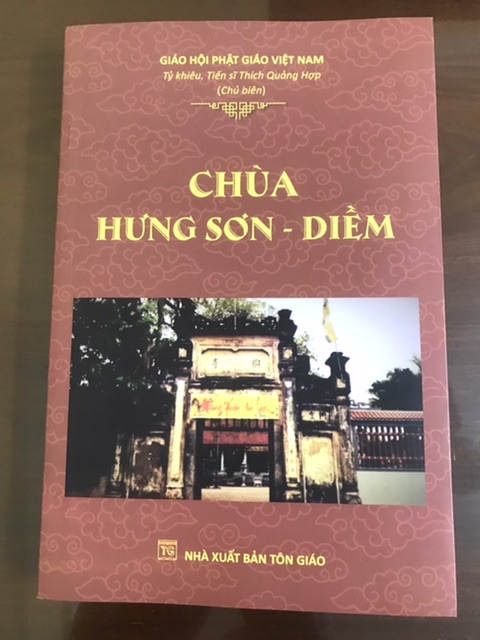 GIÁO HỘI PHẬT GIÁO VIỆT NAM
Tỷ khiêu, Tiến sĩ Thích Quảng Hợp
(Chủ biên)
CHÙA
HƯNG SƠN - DIỀM
TG
NHÀ XUẤT BẢN TÔN GIÁO